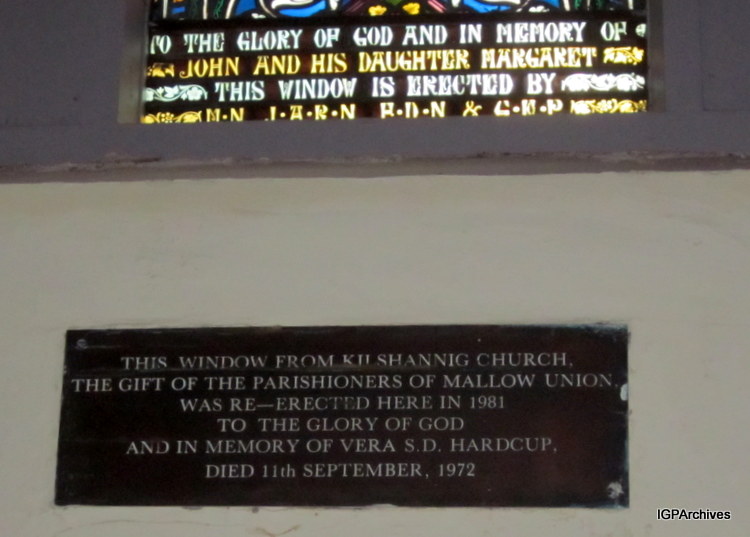 TO THE GLORY OF GOD AND IN MEMORY OF
JOHN AND HIS DAUGHTER MARGARET
THIS WINDOW IS ERECTED BY
J·A·R·N
THIS WINDOW FROM KILSHANNIG CHURCH,
THE GIFT OF THE PARISHIONERS OF MALLOW UNION,
WAS RE—ERECTED HERE IN 1981
TO THE GLORY OF GOD
AND IN MEMORY OF VERA S.D. HARDCUP,
DIED 11th SEPTEMBER, 1972
IGPArchives